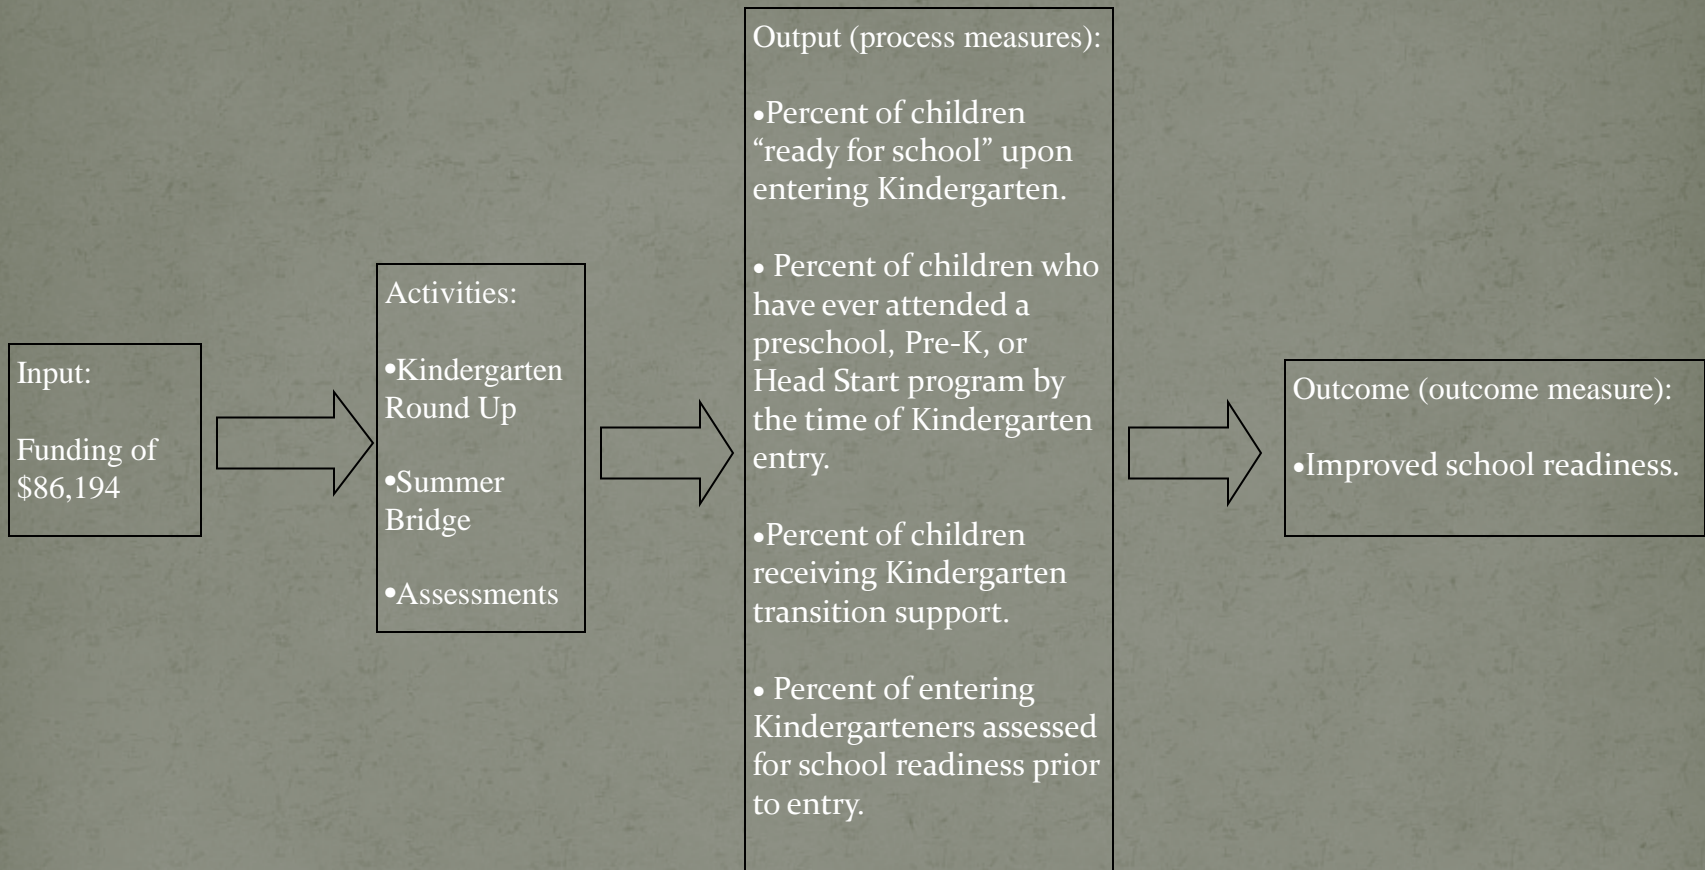 Input:
Funding of
$86,194
Activities:
•Kindergarten
Round Up
•Summer
Bridge
•Assessments
Output (process measures):
•Percent of children
“ready for school” upon
entering Kindergarten.
• Percent of children who
have ever attended a
preschool, Pre-K, or
Head Start program by
the time of Kindergarten
entry.
•Percent of children
receiving Kindergarten
transition support.
• Percent of entering
Kindergarteners assessed
for school readiness prior
to entry.
Outcome (outcome measure):
•Improved school readiness.